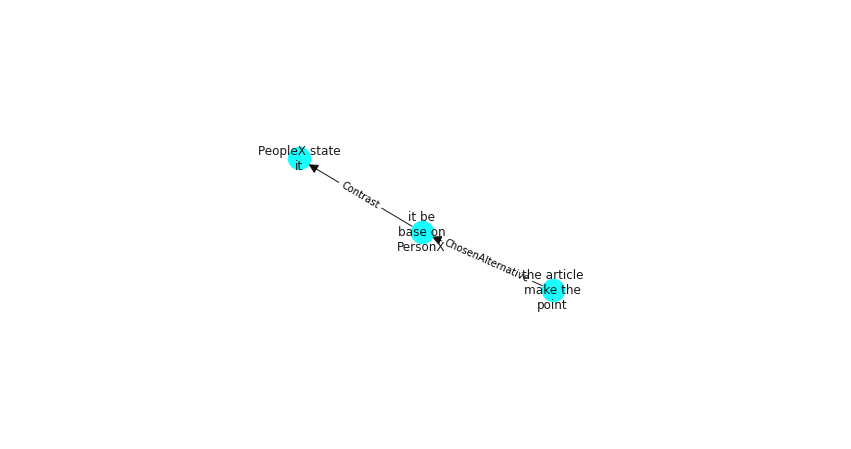 PeopleX state
it
Contrast
it be
base on
PersonX
ChosenAlternative
the article
make the
point